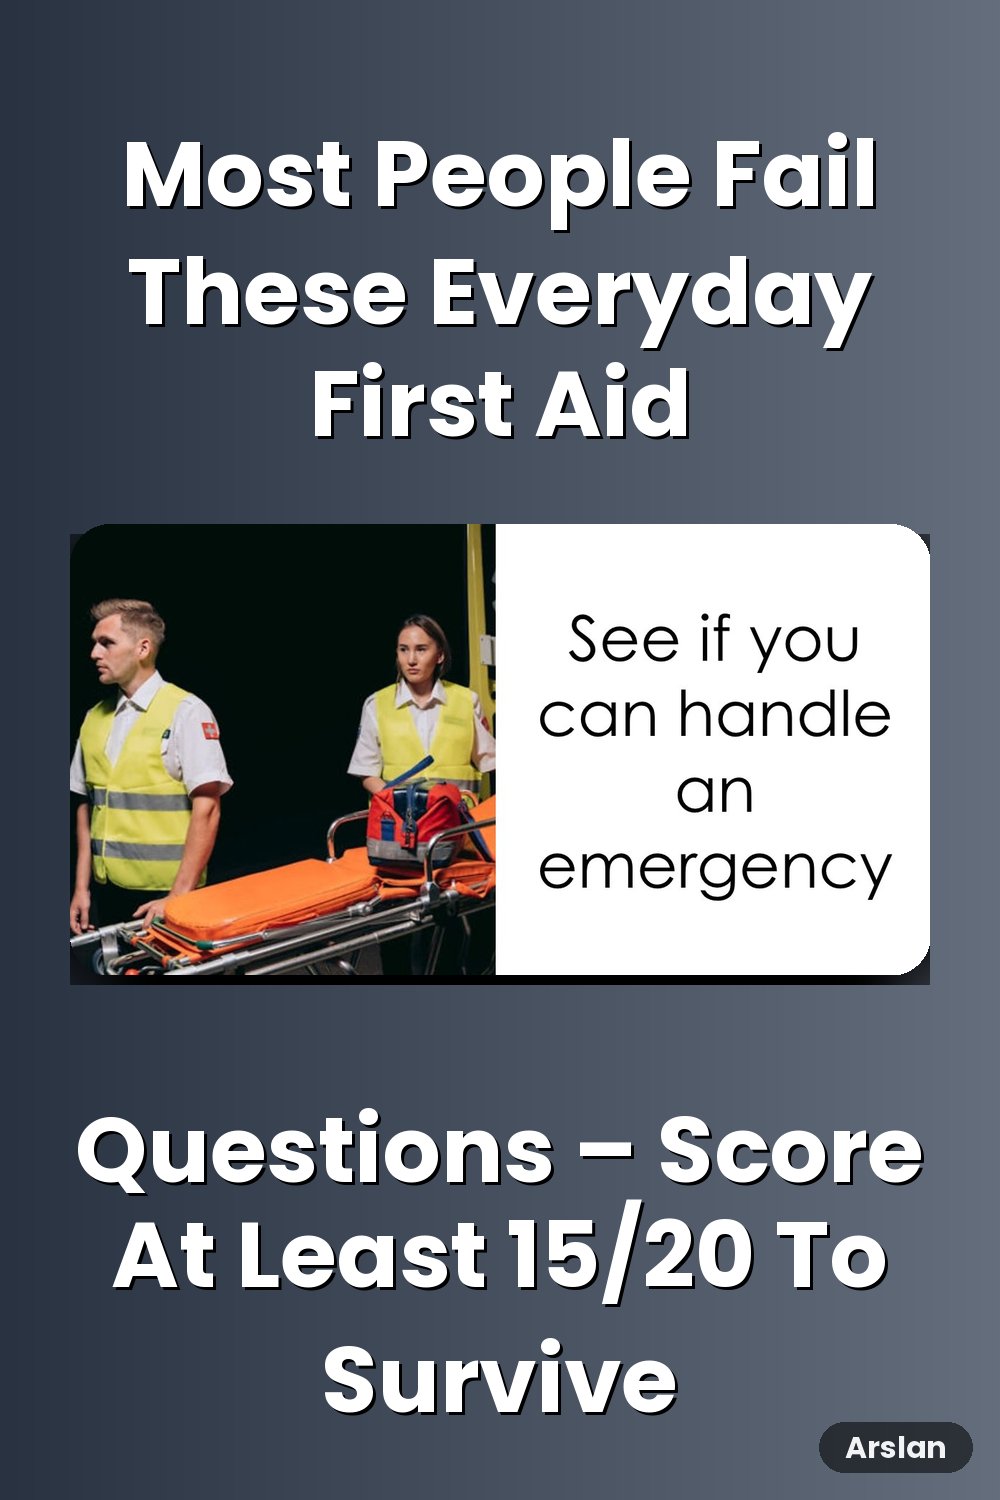 Most People Fail
These Everyday
First Aid
See if you
can handle
an
emergency
Questions – Score
At Least 15/20 To
Survive
Arslan